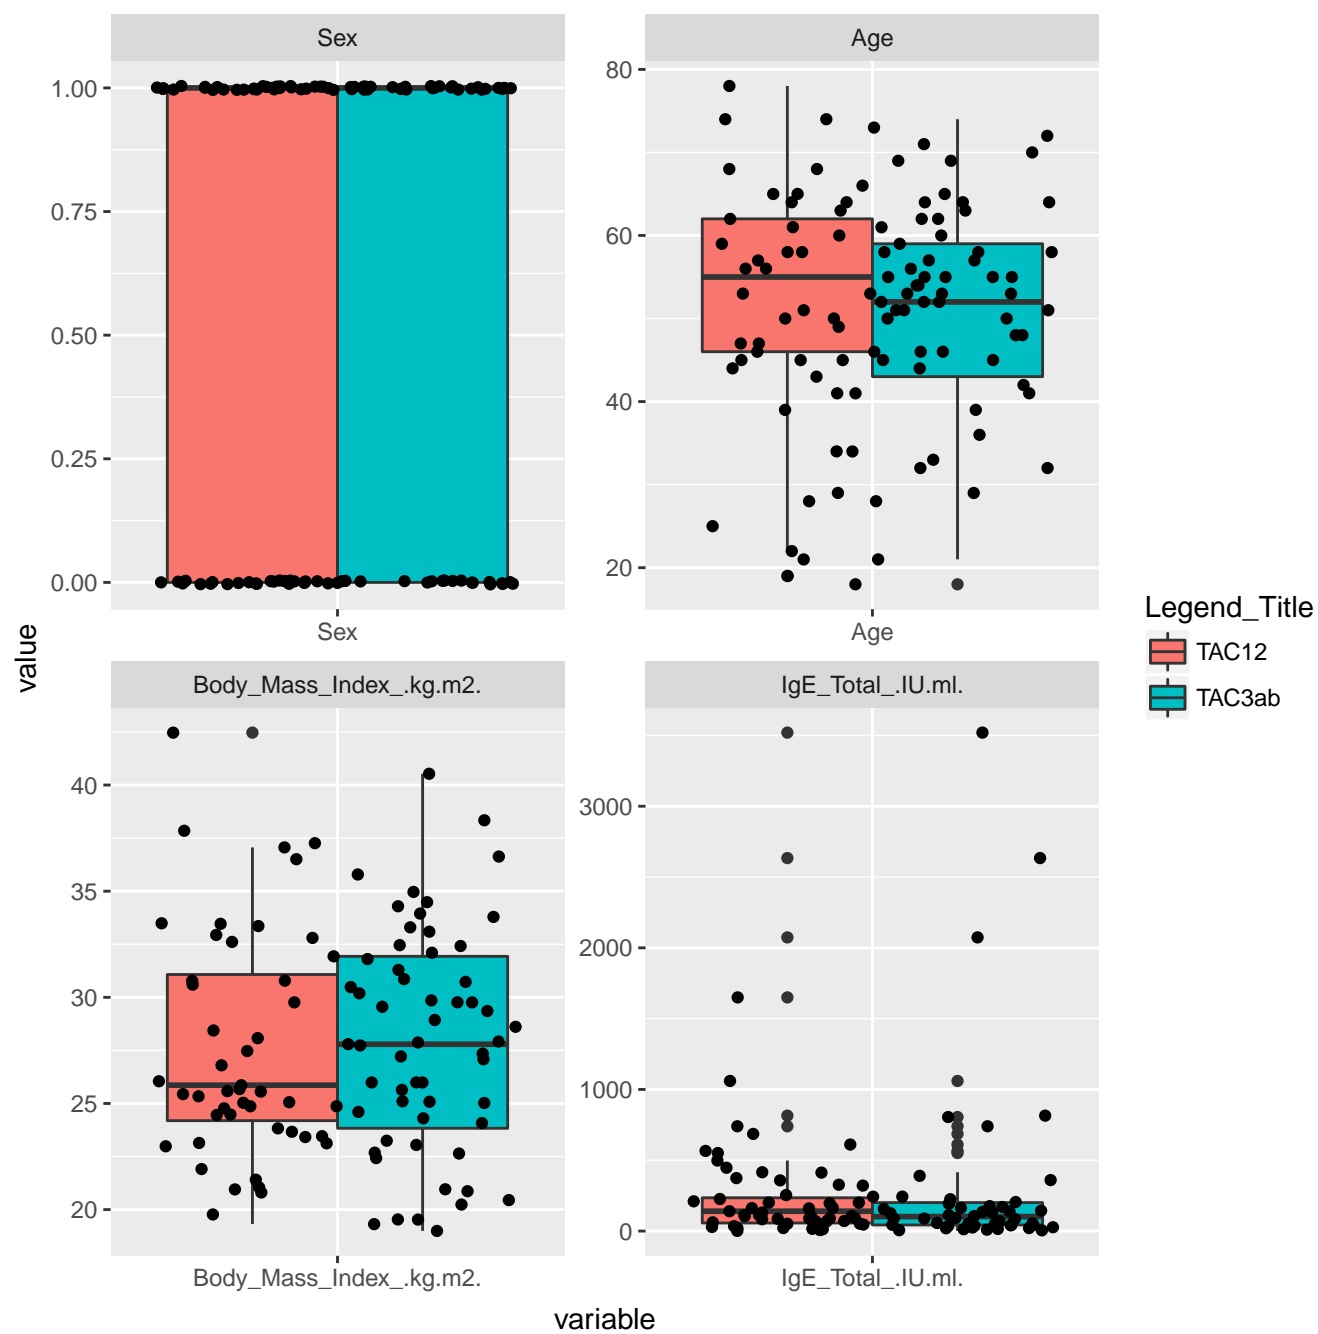 Sex
Age
1.00
0.75
0.50
0.25
0.00
80
60
40
20
Sex
Age
value
Body_Mass_Index_.kg.m2.
IgE_Total_.IU.ml.
40
35
30
25
20
3000
2000
1000
0
Body_Mass_Index_.kg.m2.
IgE_Total_.IU.ml.
variable
Legend_Title
TAC12
TAC3ab